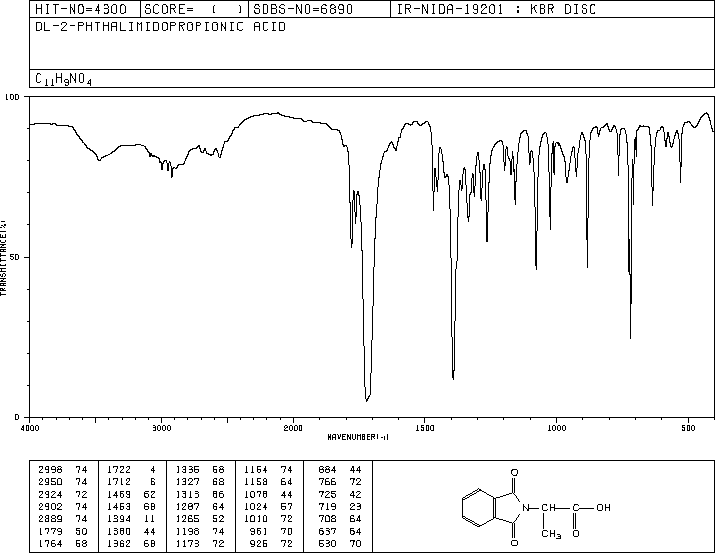 HIT-NO=4300 SCORE= ( ) SDBS-NO=6890 IR-NIDA-19201 : KBR DISC
DL-2-PHTHALIMIDOPROPIONIC ACID
C11H9NO4
100
50
0
TRANSMITTANCE(%)
4000 3000 2000 1500 1000 500
WAVENUMBER(-1)
2998 74 1722 4 1336 68 1164 74 884 44
2950 74 1712 6 1327 68 1158 64 766 72
2924 72 1469 62 1313 66 1078 44 725 42
2902 74 1453 68 1287 64 1024 57 719 23
2889 74 1394 11 1265 52 1010 72 708 64
1779 50 1380 44 1198 74 961 70 637 64
1764 58 1362 68 1173 72 926 72 530 70
O
N—CH—C—OH
O CH3 O